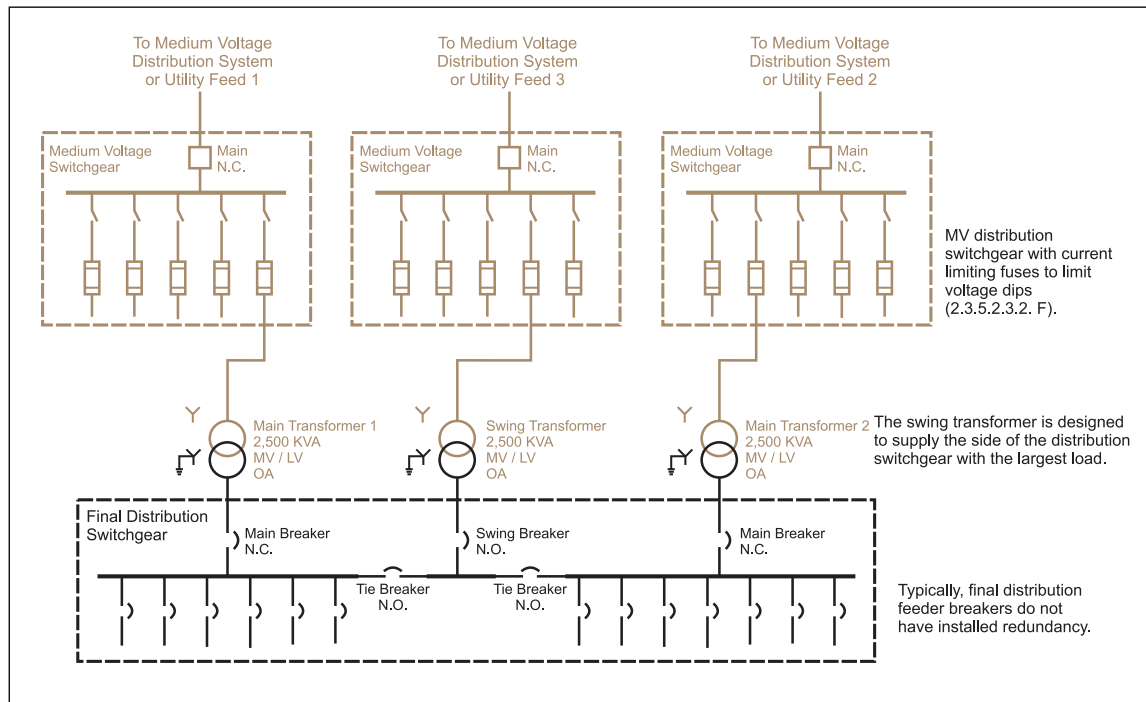 To Medium Voltage
Distribution System
or Utility Feed 1
To Medium Voltage
Distribution System
or Utility Feed 3
To Medium Voltage
Distribution System
or Utility Feed 2
Medium Voltage
Switchgear
Main
N.C.
Medium Voltage
Switchgear
Main
N.C.
Medium Voltage
Switchgear
Main
N.C.
MV distribution
switchgear with current
limiting fuses to limit
voltage dips
(2.3.5.2.3.2. F).
Main Transformer 1
2,500 KVA
MV / LV
OA
Swing Transformer
2,500 KVA
MV / LV
OA
Main Transformer 2
2,500 KVA
MV / LV
OA
The swing transformer is designed
to supply the side of the distribution
switchgear with the largest load.
Final Distribution
Switchgear
Main Breaker
N.C.
Swing Breaker
N.O.
Main Breaker
N.C.
Tie Breaker
N.O.
Tie Breaker
N.O.
Typically, final distribution
feeder breakers do not
have installed redundancy.